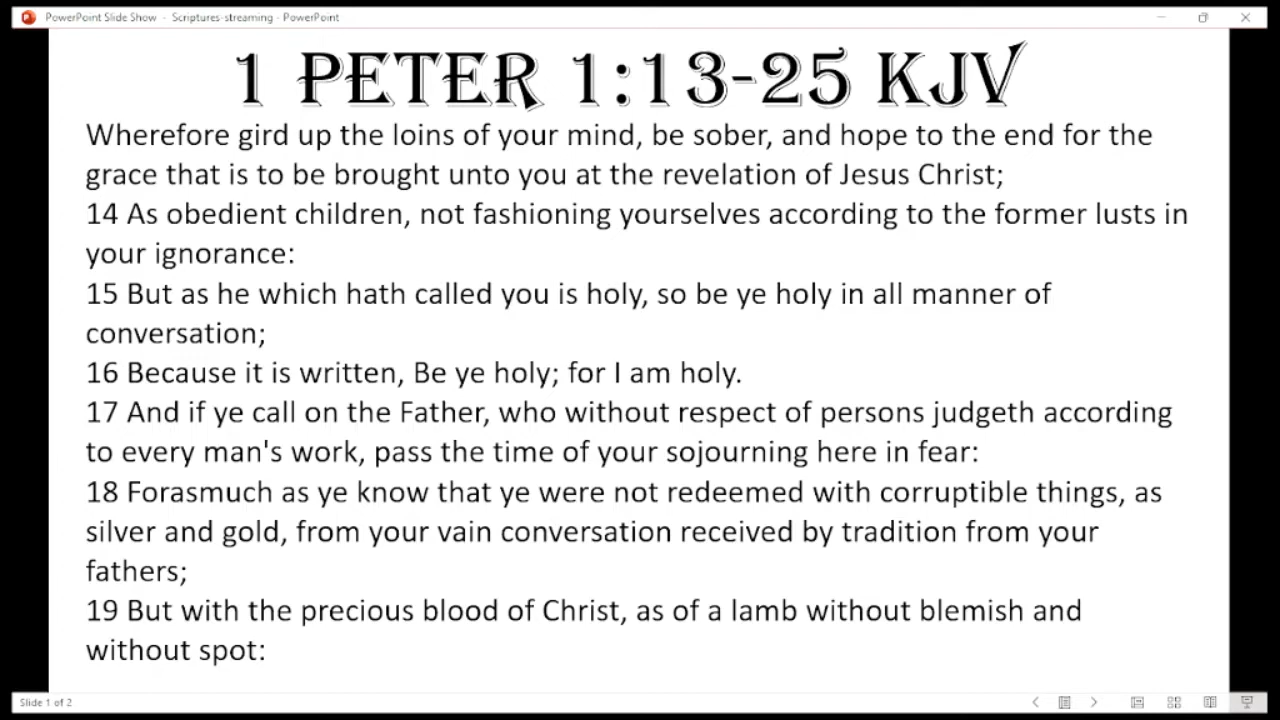 PowerPoint Slide Show - Scriptures-streaming - PowerPoint
1 PETER 1:13-25 KJV
Wherefore gird up the loins of your mind, be sober, and hope to the end for the
grace that is to be brought unto you at the revelation of Jesus Christ;
14 As obedient children, not fashioning yourselves according to the former lusts in
your ignorance:
15 But as he which hath called you is holy, so be ye holy in all manner of
conversation;
16 Because it is written, Be ye holy; for I am holy.
17 And if ye call on the Father, who without respect of persons judgeth according
to every man's work, pass the time of your sojourning here in fear:
18 Forasmuch as ye know that ye were not redeemed with corruptible things, as
silver and gold, from your vain conversation received by tradition from your
fathers;
19 But with the precious blood of Christ, as of a lamb without blemish and
without spot:
Slide 1 of 2